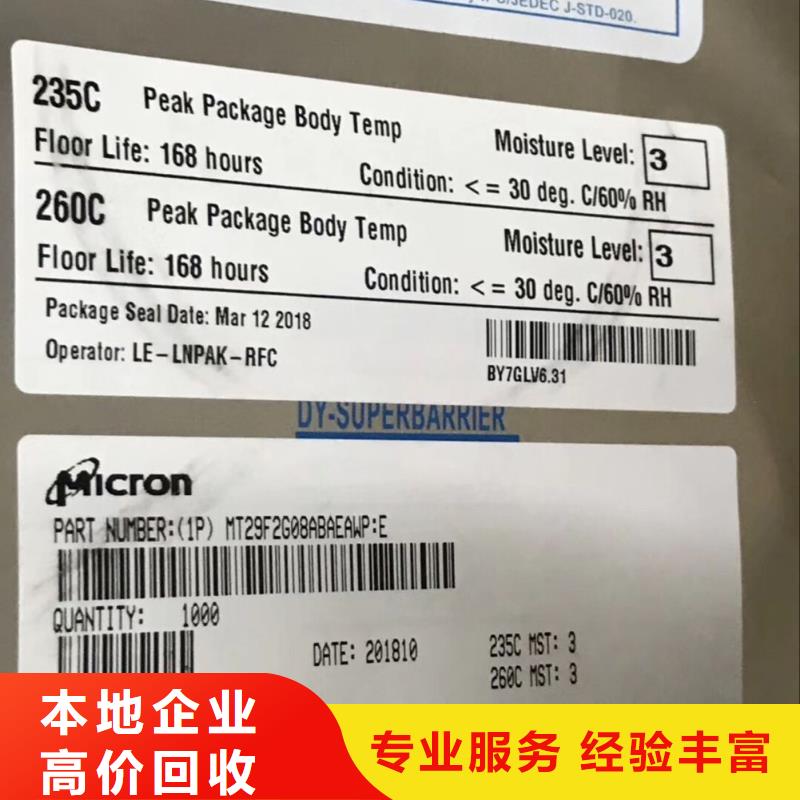 JEDEC J-STD-020.
235C Peak Package Body Temp
Moisture Level: 3
Floor Life: 168 hours
Condition: <= 30 deg. C/60% RH
260C Peak Package Body Temp
Moisture Level: 3
Floor Life: 168 hours
Condition: <= 30 deg. C/60% RH
Package Seal Date: Mar 12 2018
Operator: LE-LNPAK-RFC
BY7GLV6.31
DY-SUPERBARRIER
Micron
PART NUMBER:(1P) MT29F2G08ABAEAWP:E
QUANTITY: 1000
DATE: 201810
235C MST: 3
260C MST: 3
本地企业
高价回收
专业服务 经验丰富